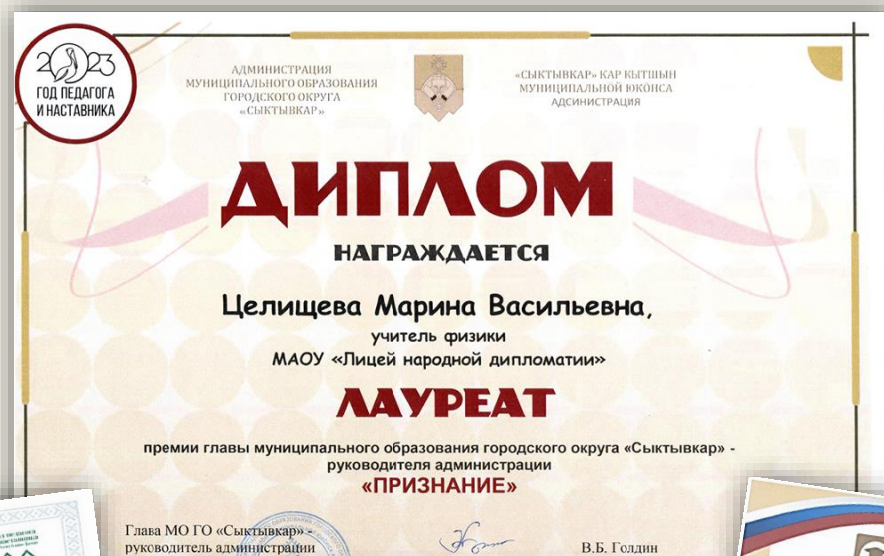 2023
ГОД ПЕДАГОГА
И НАСТАВНИКА
АДМИНИСТРАЦИЯ
МУНИЦИПАЛЬНОГО ОБРАЗОВАНИЯ
ГОРОДСКОГО ОКРУГА
«СЫКТЫВКАР»
«СЫКТЫВКАР» КАР КЫТШЫН
МУНИЦИПАЛЬНӦЙ ЮКӦНСА
АДСИНИСТРАЦИЯ
ДИПЛОМ
НАГРАЖДАЕТСЯ
Целищева Марина Васильевна,
учитель физики
МАОУ «Лицей народной дипломатии»
ЛАУРЕАТ
премии главы муниципального образования городского округа «Сыктывкар» -
руководителя администрации
«ПРИЗНАНИЕ»
Глава МО ГО «Сыктывкар» -
руководитель администрации
В.Б. Голдин